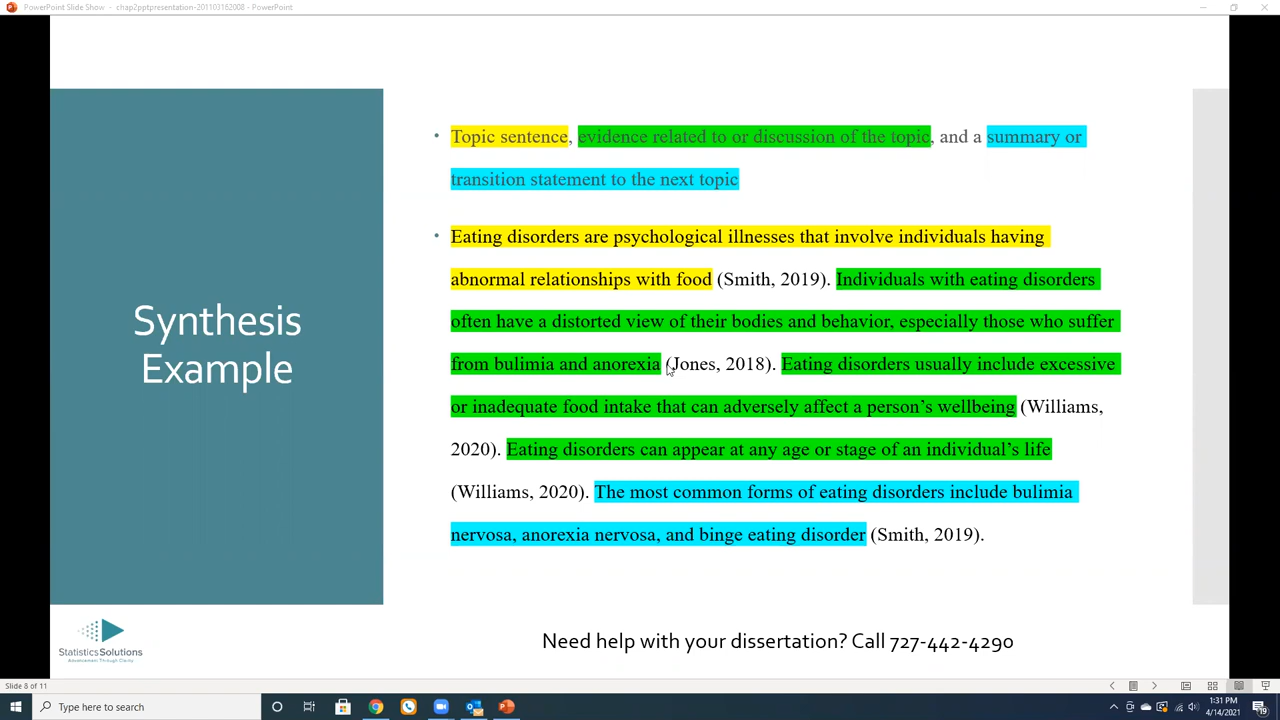 PowerPoint Slide Show - chap2pptpresentation-201103162008 - PowerPoint
• Topic sentence, evidence related to or discussion of the topic, and a summary or
transition statement to the next topic
• Eating disorders are psychological illnesses that involve individuals having
abnormal relationships with food (Smith, 2019). Individuals with eating disorders
often have a distorted view of their bodies and behavior, especially those who suffer
from bulimia and anorexia (Jones, 2018). Eating disorders usually include excessive
or inadequate food intake that can adversely affect a person’s wellbeing (Williams,
2020). Eating disorders can appear at any age or stage of an individual’s life
(Williams, 2020). The most common forms of eating disorders include bulimia
nervosa, anorexia nervosa, and binge eating disorder (Smith, 2019).
Synthesis
Example
StatisticsSolutions
Advancement Through Clarity
Need help with your dissertation? Call 727-442-4290
Slide 8 of 11
Type here to search
1:31 PM
4/14/2021